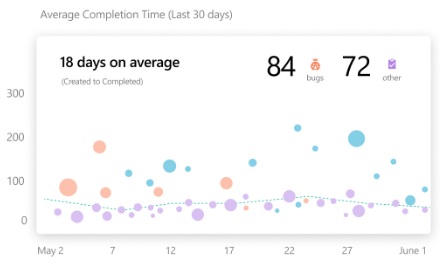 Average Completion Time (Last 30 days)
18 days on average
84 bugs 72 other
(Created to Completed)
300
200
100
0
May 2 7 12 17 22 27 June 1